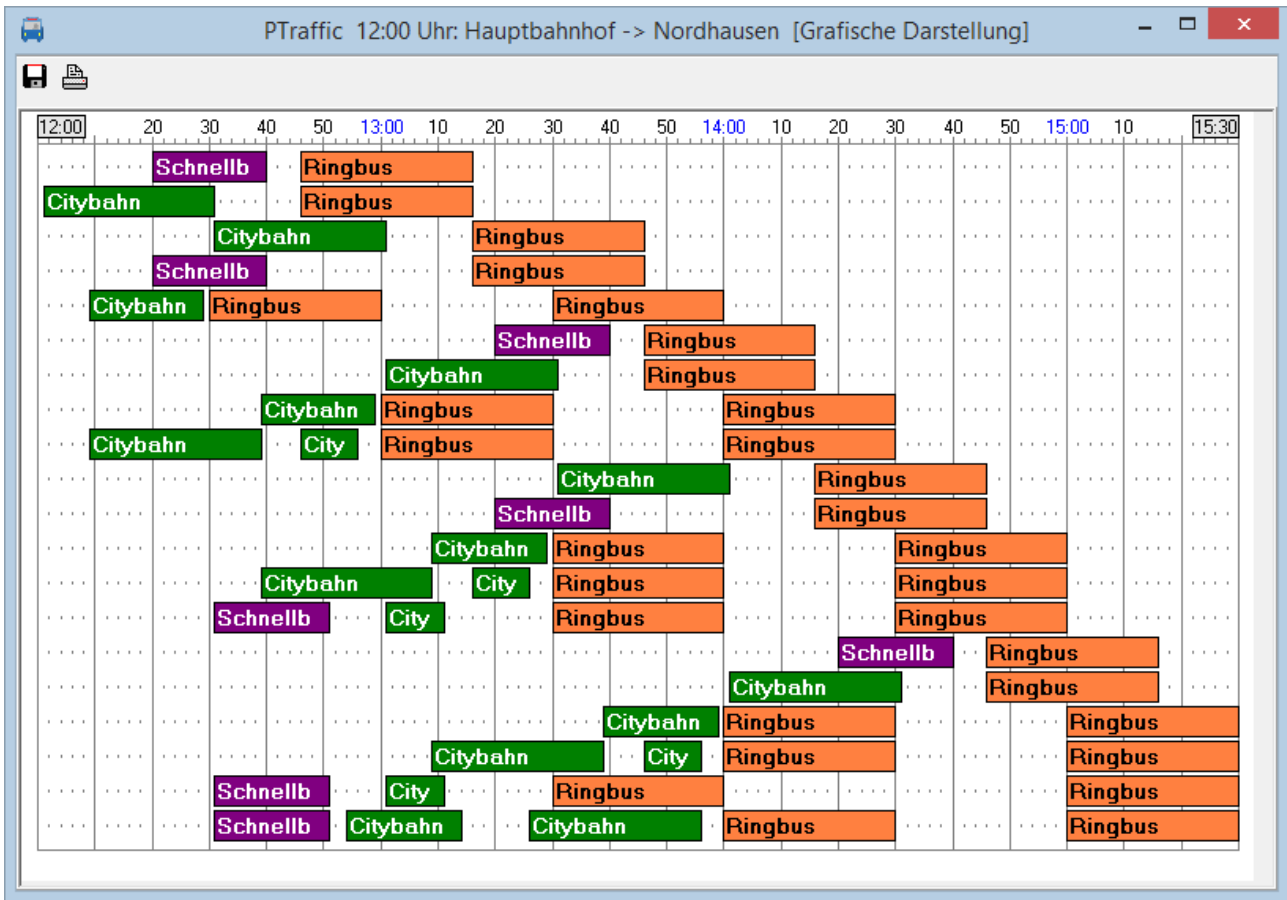 PTraffic 12:00 Uhr: Hauptbahnhof -> Nordhausen [Grafische Darstellung]
12:00 20 30 40 50 13:00 10 20 30 40 50 14:00 10 20 30 40 50 15:00 10 15:30
Schnellb Ringbus
Citybahn Ringbus
Citybahn Ringbus
Schnellb Ringbus
Citybahn Ringbus Ringbus
Schnellb Ringbus
Citybahn Ringbus
Citybahn Ringbus Ringbus
Citybahn City Ringbus Ringbus
Citybahn Ringbus
Schnellb Ringbus
Citybahn Ringbus Ringbus
Citybahn City Ringbus Ringbus
Schnellb City Ringbus Ringbus
Schnellb Ringbus
Citybahn Ringbus
Citybahn Ringbus Ringbus
Citybahn City Ringbus Ringbus
Schnellb City Ringbus Ringbus
Schnellb Citybahn Citybahn Ringbus Ringbus